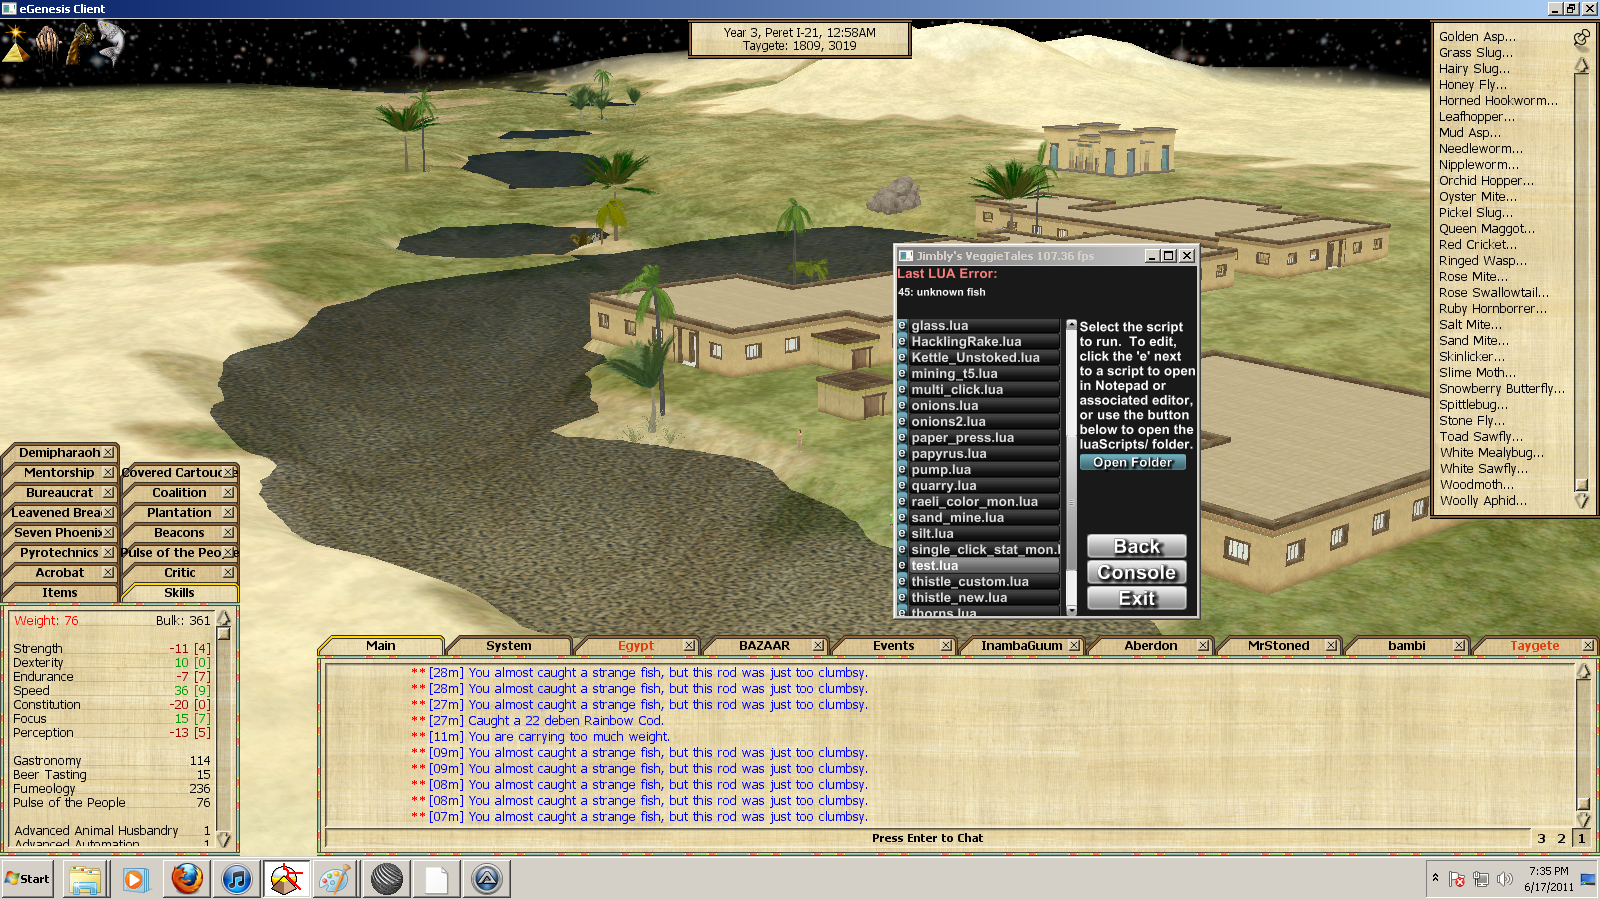 eGenesis Client
Year 3, Peret I-21, 12:58AM
Taygete: 1809, 3019
Golden Asp...
Grass Slug...
Hairy Slug...
Honey Fly...
Horned Hookworm...
Leafhopper...
Mud Asp...
Needleworm...
Nippleworm...
Orchid Hopper...
Oyster Mite...
Pickel Slug...
Queen Maggot...
Red Cricket...
Ringed Wasp...
Rose Mite...
Rose Swallowtail...
Ruby Hornborrer...
Salt Mite...
Sand Mite...
Skinlicker...
Slime Moth...
Snowberry Butterfly...
Spittlebug...
Stone Fly...
Toad Sawfly...
White Mealybug...
White Sawfly...
Woodmoth...
Woolly Aphid...
Jimbly's VeggieTales 107.36 fps
Last LUA Error:
45: unknown fish
e glass.lua
e HacklingRake.lua
e Kettle_Unstoked.lua
e mining_t5.lua
e multi_click.lua
e onions.lua
e onions2.lua
e paper_press.lua
e papyrus.lua
e pump.lua
e quarry.lua
e raeli_color_mon.lua
e sand_mine.lua
e silt.lua
e single_click_stat_mon.l
e test.lua
e thistle_custom.lua
e thistle_new.lua
e thorns.lua
Select the script
to run. To edit,
click the 'e' next
to a script to open
in Notepad or
associated editor,
or use the button
below to open the
luaScripts/ folder.
Open Folder
Back
Console
Exit
Demipharaoh
Mentorship
Covered Cartouche
Bureaucrat
Coalition
Leavened Brea
Plantation
Seven Phoenix
Beacons
Pyrotechnics
Pulse of the People
Acrobat
Critic
Items
Skills
Weight: 76
Bulk: 361
Strength -11 [4]
Dexterity 10 [0]
Endurance -7 [7]
Speed 36 [9]
Constitution -20 [0]
Focus 15 [7]
Perception -13 [5]
Gastronomy 114
Beer Tasting 15
Fumeology 236
Pulse of the People 76
Advanced Animal Husbandry 1
Advanced Automation 1
Main
System
Egypt
BAZAAR
Events
InambaGuum
Aberdon
MrStoned
bambi
Taygete
** [28m] You almost caught a strange fish, but this rod was just too clumbsy.
** [28m] You almost caught a strange fish, but this rod was just too clumbsy.
** [27m] You almost caught a strange fish, but this rod was just too clumbsy.
** [27m] Caught a 22 deben Rainbow Cod.
** [11m] You are carrying too much weight.
** [09m] You almost caught a strange fish, but this rod was just too clumbsy.
** [09m] You almost caught a strange fish, but this rod was just too clumbsy.
** [08m] You almost caught a strange fish, but this rod was just too clumbsy.
** [08m] You almost caught a strange fish, but this rod was just too clumbsy.
** [07m] You almost caught a strange fish, but this rod was just too clumbsy.
Press Enter to Chat
3 2 1
Start
7:35 PM
6/17/2011